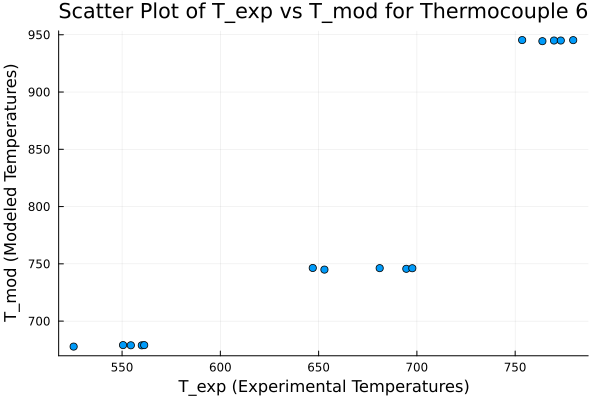 Scatter Plot of T_exp vs T_mod for Thermocouple 6
T_mod (Modeled Temperatures)
950
900
850
800
750
700
550 600 650 700 750
T_exp (Experimental Temperatures)